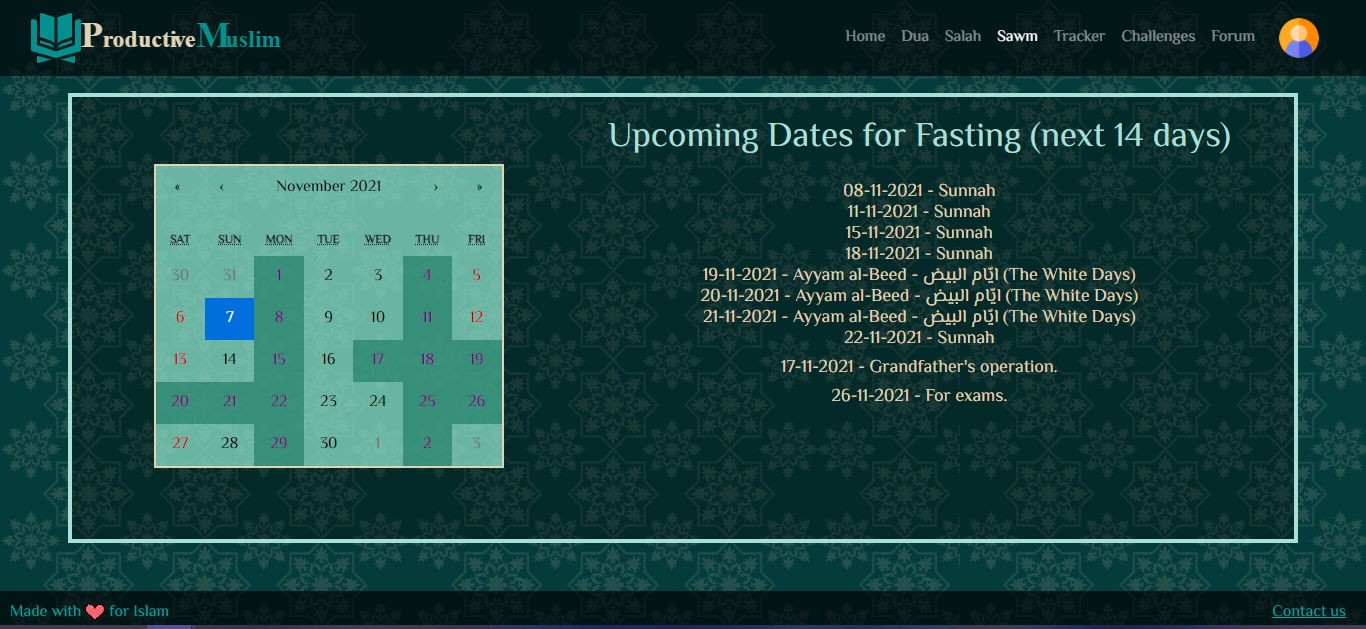 ProductiveMuslim
Home Dua Salah Sawm Tracker Challenges Forum
Upcoming Dates for Fasting (next 14 days)
« ‹ November 2021 › »
SAT SUN MON TUE WED THU FRI
30 31 1 2 3 4 5
6 7 8 9 10 11 12
13 14 15 16 17 18 19
20 21 22 23 24 25 26
27 28 29 30 1 2 3
08-11-2021 - Sunnah
11-11-2021 - Sunnah
15-11-2021 - Sunnah
18-11-2021 - Sunnah
19-11-2021 - Ayyam al-Beed - ايّام البيض (The White Days)
20-11-2021 - Ayyam al-Beed - ايّام البيض (The White Days)
21-11-2021 - Ayyam al-Beed - ايّام البيض (The White Days)
22-11-2021 - Sunnah
17-11-2021 - Grandfather's operation.
26-11-2021 - For exams.
Made with ❤ for Islam
Contact us